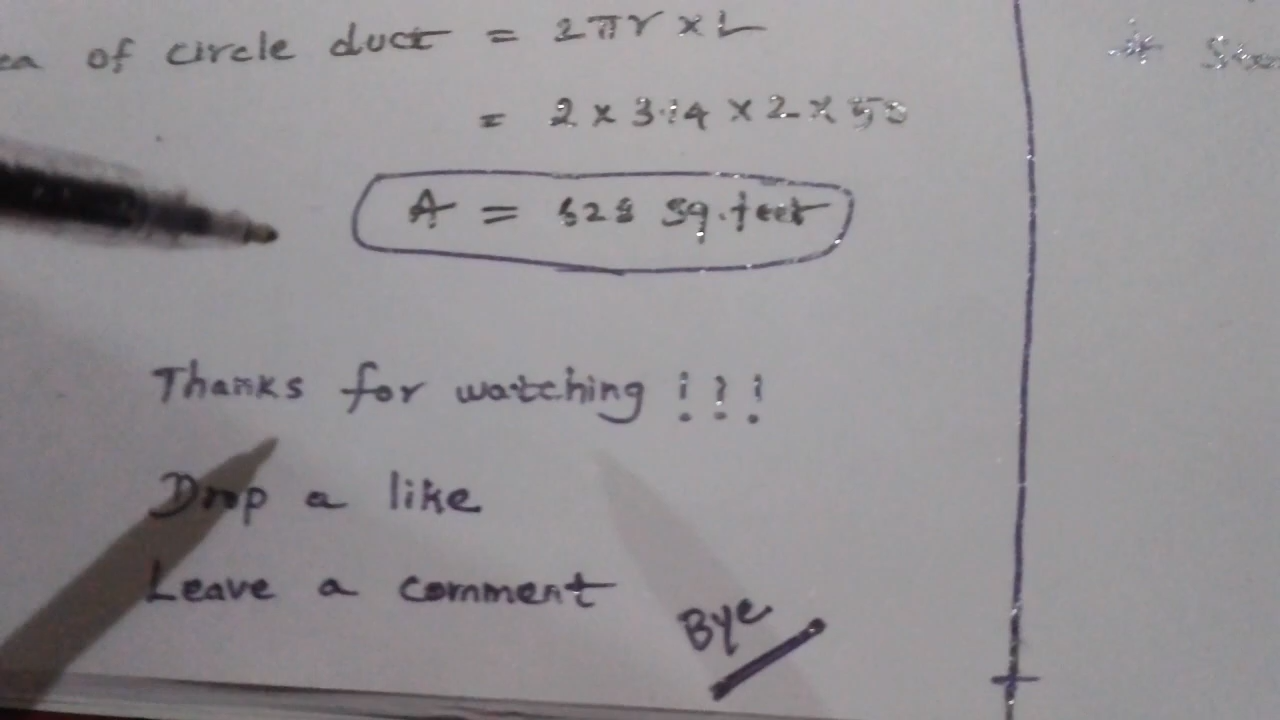 of circle duct = 2πr × L
= 2 × 3.14 × 2 × 50
A = 628 sq.feet
Thanks for watching !!!
Drop a like
Leave a comment
Bye